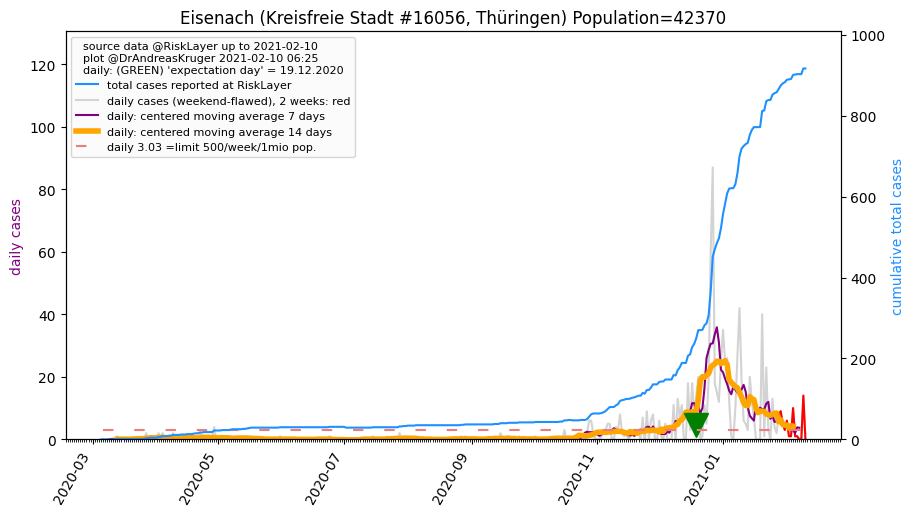 Eisenach (Kreisfreie Stadt #16056, Thüringen) Population=42370
source data @RiskLayer up to 2021-02-10
plot @DrAndreasKruger 2021-02-10 06:25
daily: (GREEN) 'expectation day' = 19.12.2020
total cases reported at RiskLayer
daily cases (weekend-flawed), 2 weeks: red
daily: centered moving average 7 days
daily: centered moving average 14 days
daily 3.03 =limit 500/week/1mio pop.
daily cases
0
20
40
60
80
100
120
2020-03
2020-05
2020-07
2020-09
2020-11
2021-01
0
200
400
600
800
1000
cumulative total cases